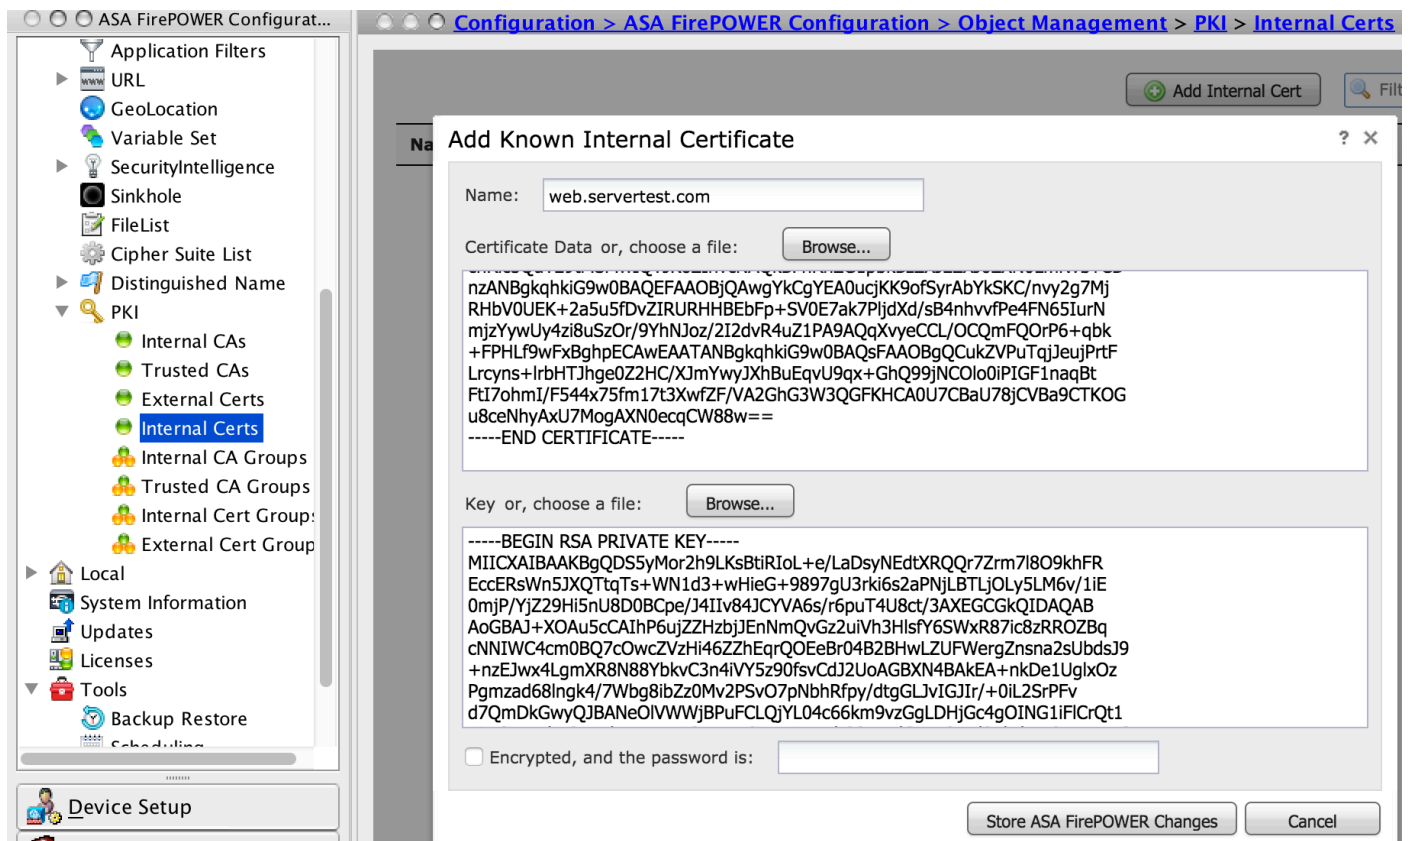 ASA FirePOWER Configurat...
Application Filters
URL
GeoLocation
Variable Set
SecurityIntelligence
Sinkhole
FileList
Cipher Suite List
Distinguished Name
PKI
Internal CAs
Trusted CAs
External Certs
Internal Certs
Internal CA Groups
Trusted CA Groups
Internal Cert Group
External Cert Group
Local
System Information
Updates
Licenses
Tools
Backup Restore
Scheduling
Device Setup
Configuration > ASA FirePOWER Configuration > Object Management > PKI > Internal Certs
Add Internal Cert
Filt
Na
Add Known Internal Certificate
? ×
Name: web.servertest.com
Certificate Data or, choose a file: Browse...
nzANBgkqhkiG9w0BAQEFAAOBjQAwgYkCgYEA0ucjKK9ofSyrAbYkSKC/nvy2g7Mj
RHbV0UEK+2a5u5fDvZIRURHHBEbFp+SV0E7ak7PljdXd/sB4nhvvfPe4FN65IurN
mjzYywUy4zi8uSzOr/9YhNJoz/2I2dvR4uZ1PA9AQqXvyeCCL/OCQmFQOrP6+qbk
+FPHLf9wFxBghpECAwEAATANBgkqhkiG9w0BAQsFAAOBgQCukZVPuTqjJeujPrtF
Lrcyns+lrbHTJhge0Z2HC/XJmYwyJXhBuEqvU9qx+GhQ99jNCOlo0iPIGF1naqBt
FtI7ohmI/F544x75fm17t3XwfZF/VA2GhG3W3QGFKHCA0U7CBaU78jCVBa9CTKOG
u8ceNhyAxU7MogAXN0ecqCW88w==
-----END CERTIFICATE-----
Key or, choose a file: Browse...
-----BEGIN RSA PRIVATE KEY-----
MIICXAIBAAKBgQDS5yMor2h9LKsBtiRIoL+e/LaDsyNEdtXRQQr7Zrm7l8O9khFR
EccERsWn5JXQTtqTs+WN1d3+wHieG+9897gU3rki6s2aPNjLBTLjOLy5LM6v/1iE
0mjP/YjZ29Hi5nU8D0BCpe/J4IIv84JCYVA6s/r6puT4U8ct/3AXEGCGkQIDAQAB
AoGBAJ+XOAu5cCAIhP6ujZZHzbjJEnNmQvGz2uiVh3HlsfY6SWxR87ic8zRROZBq
cNNIWC4cm0BQ7cOwcZVzHi46ZZhEqrQOEeBr04B2BHwLZUFWergZnsna2sUbdsJ9
+nzEJwx4LgmXR8N88YbkvC3n4iVY5z90fsvCdJ2UoAGBXN4BAkEA+nkDe1UglxOz
Pgmzad68lngk4/7Wbg8ibZz0Mv2PSvO7pNbhRfpy/dtgGLJvIGJIr/+0iL2SrPFv
d7QmDkGwyQJBANeOlVWWjBPuFCLQjYL04c66km9vzGgLDHjGc4gOING1iFlCrQt1
Encrypted, and the password is:
Store ASA FirePOWER Changes
Cancel